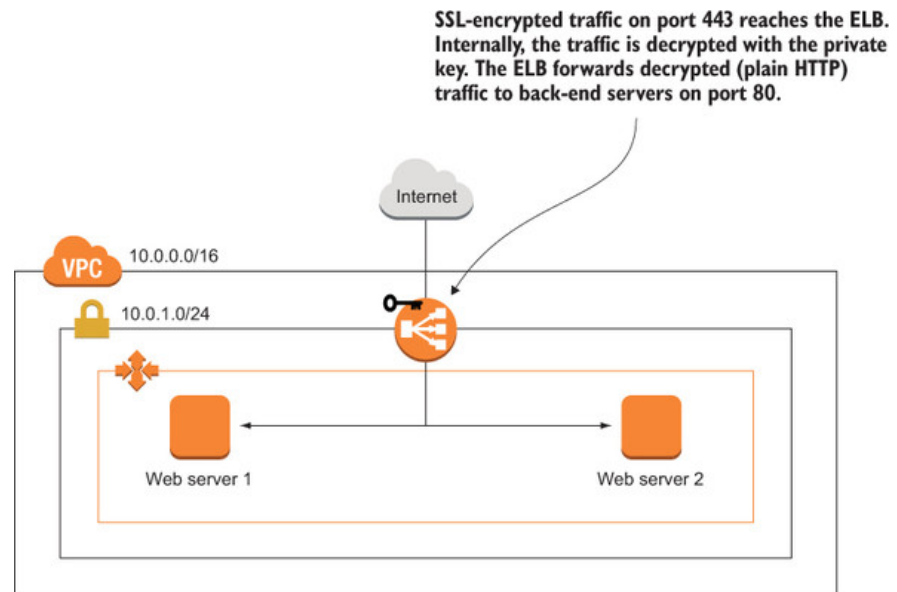 SSL-encrypted traffic on port 443 reaches the ELB.
Internally, the traffic is decrypted with the private
key. The ELB forwards decrypted (plain HTTP)
traffic to back-end servers on port 80.
Internet
VPC
10.0.0.0/16
10.0.1.0/24
Web server 1
Web server 2